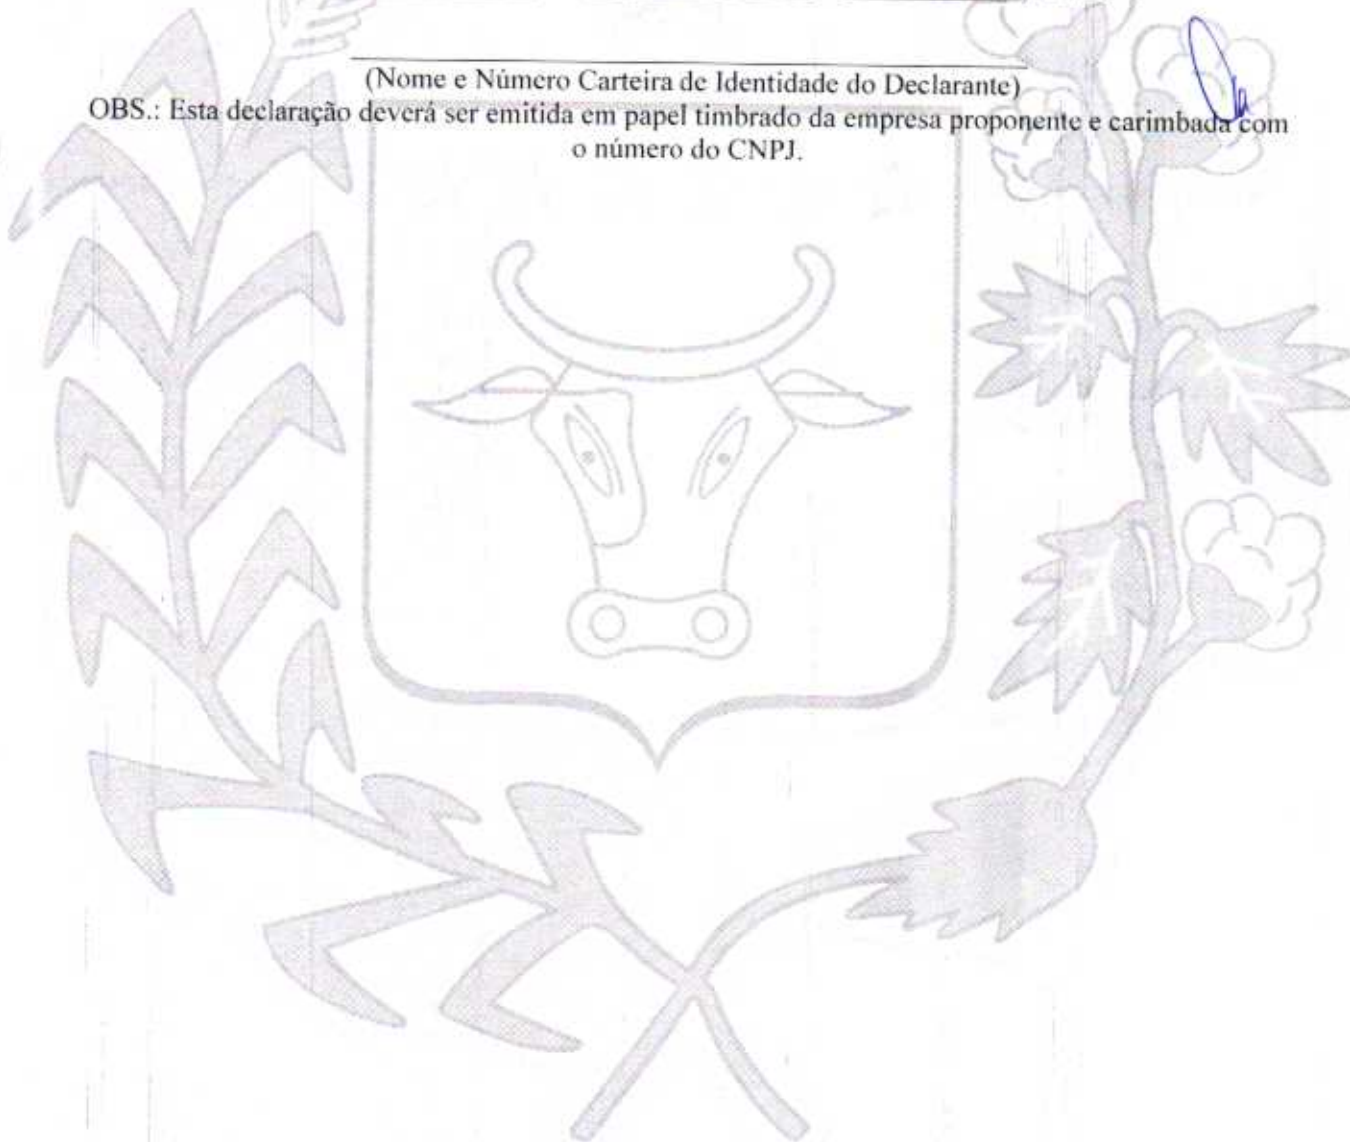 (Nome e Número Carteira de Identidade do Declarante)
OBS.: Esta declaração deverá ser emitida em papel timbrado da empresa proponente e carimbada com
o número do CNPJ.